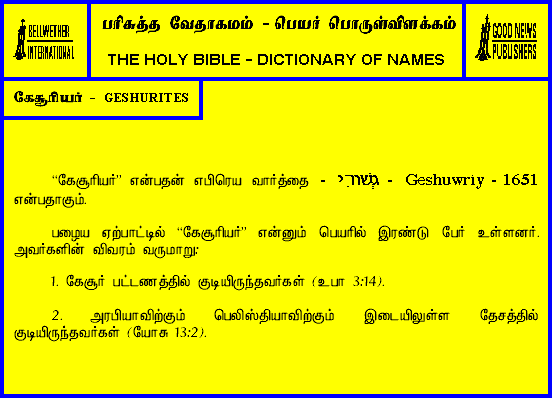 BELLWETHER
INTERNATIONAL
பரிசுத்த வேதாகமம் - பெயர் பொருள்விளக்கம்
THE HOLY BIBLE - DICTIONARY OF NAMES
GOOD NEWS
PUBLISHERS
கேசூரியர் - GESHURITES
“கேசூரியர்” என்பதன் எபிரெய வார்த்தை - גְּשׁוּרִי - Geshuwriy - 1651
என்பதாகும்.
பழைய ஏற்பாட்டில் “கேசூரியர்” என்னும் பெயரில் இரண்டு பேர் உள்ளனர்.
அவர்களின் விவரம் வருமாறு:
1. கேசூர் பட்டணத்தில் குடியிருந்தவர்கள் (உபா 3:14).
2. அரபியாவிற்கும் பெலிஸ்தியாவிற்கும் இடையிலுள்ள தேசத்தில்
குடியிருந்தவர்கள் (யோசு 13:2).